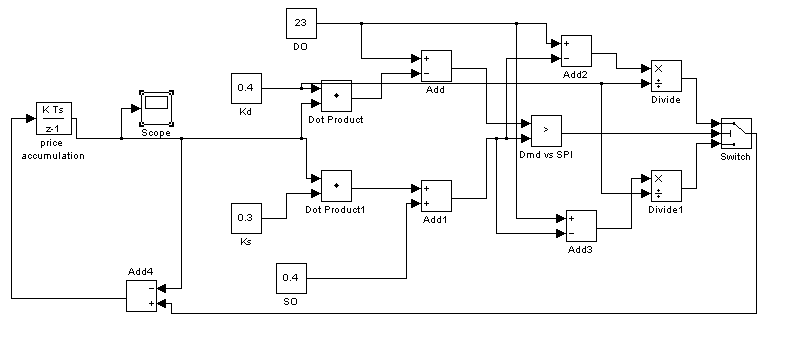 23
DO
+
−
Add2
×
÷
Divide
0.4
Kd
+
−
Add
Dot Product
K Ts
z-1
price
accumulation
Scope
>
Dmd vs SPI
Switch
0.3
Ks
Dot Product1
+
+
Add1
×
÷
Divide1
+
−
Add3
0.4
SO
Add4
−
+